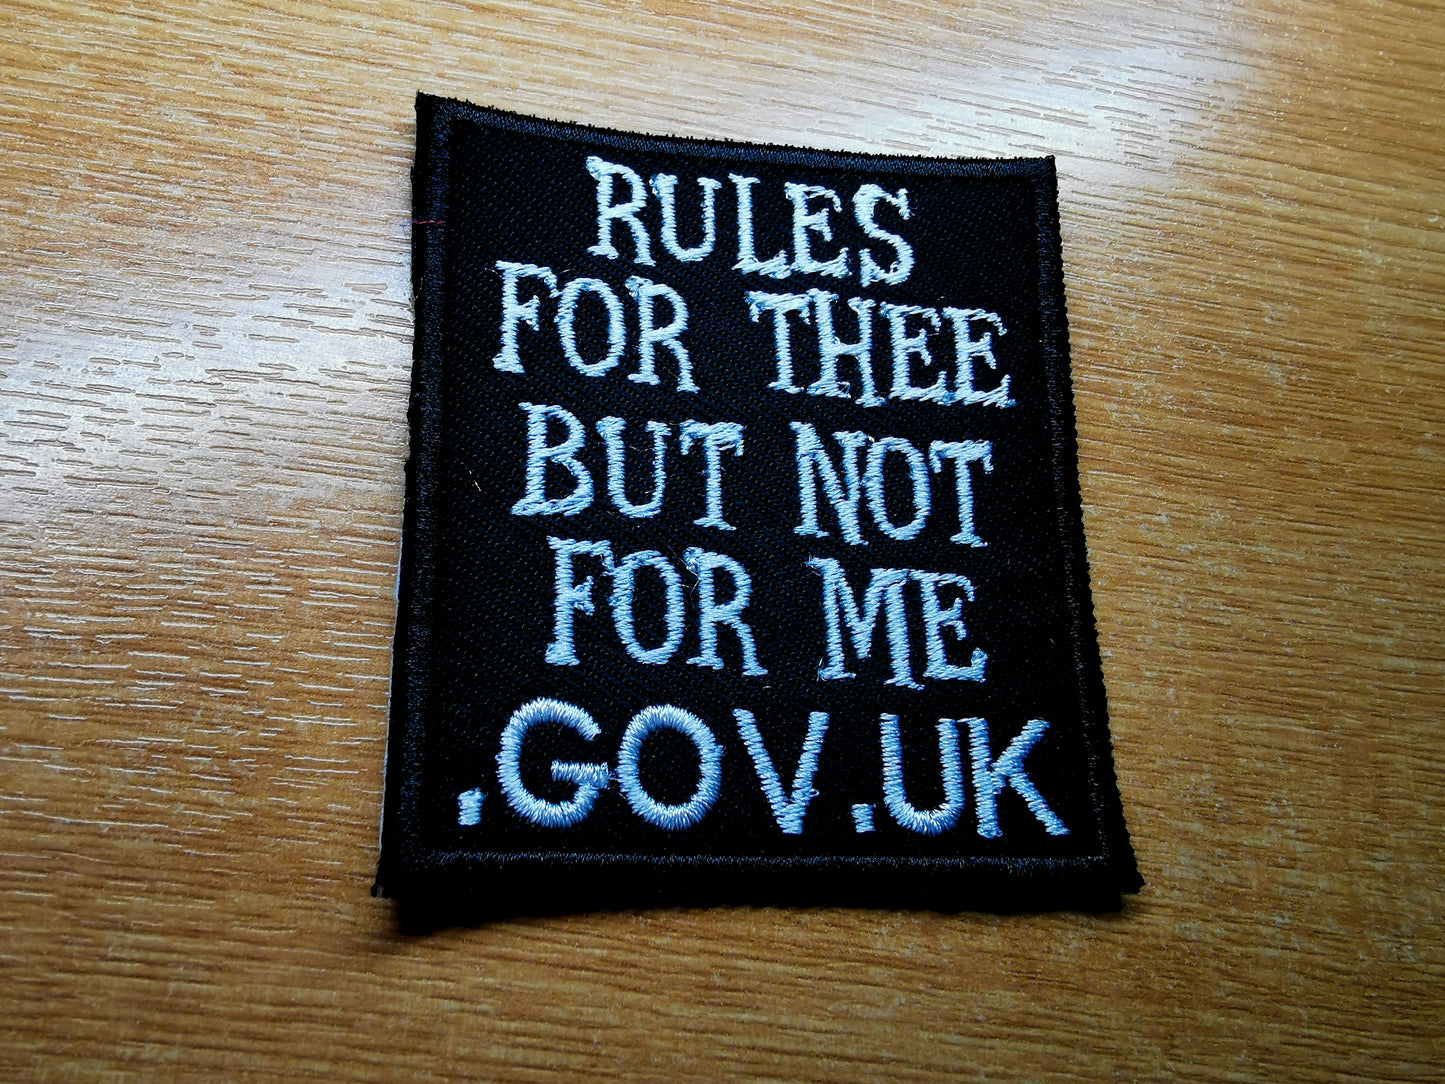 RULES
FOR THEE
BUT NOT
FOR ME
.GOV.UK